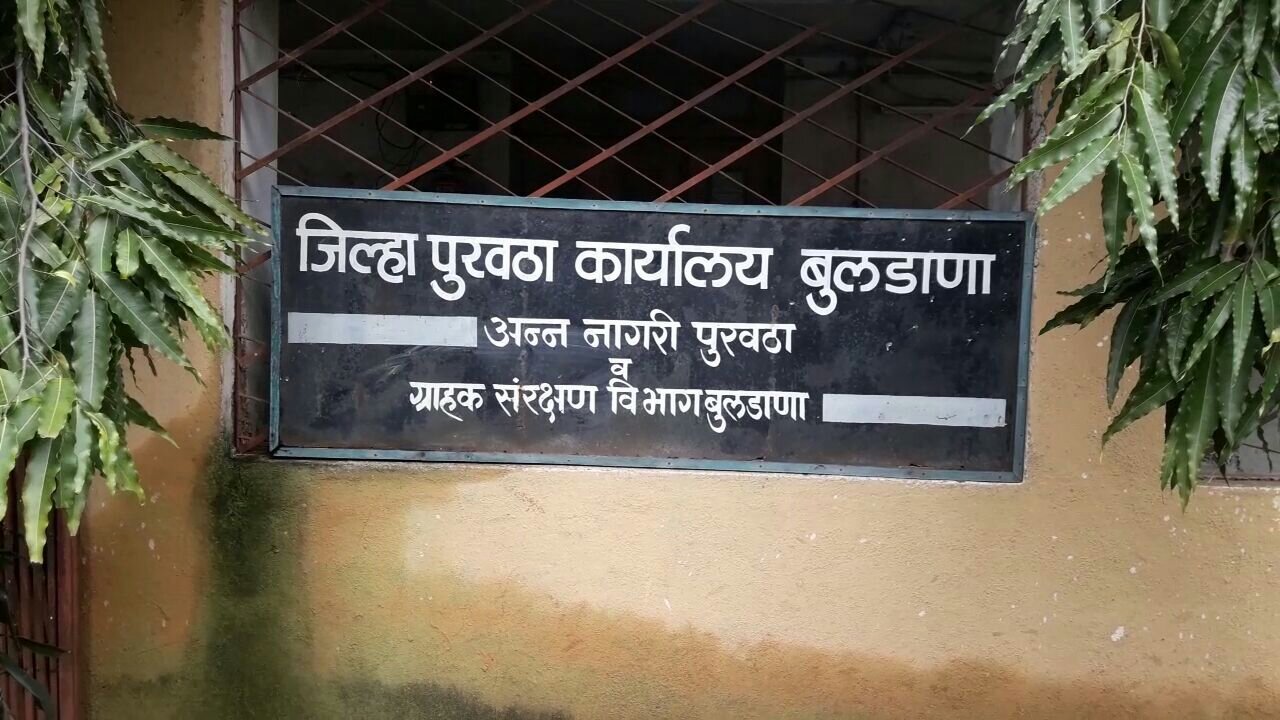 जिल्हा पुरवठा कार्यालय बुलडाणा
अन्न नागरी पुरवठा
व
ग्राहक संरक्षण विभाग बुलडाणा